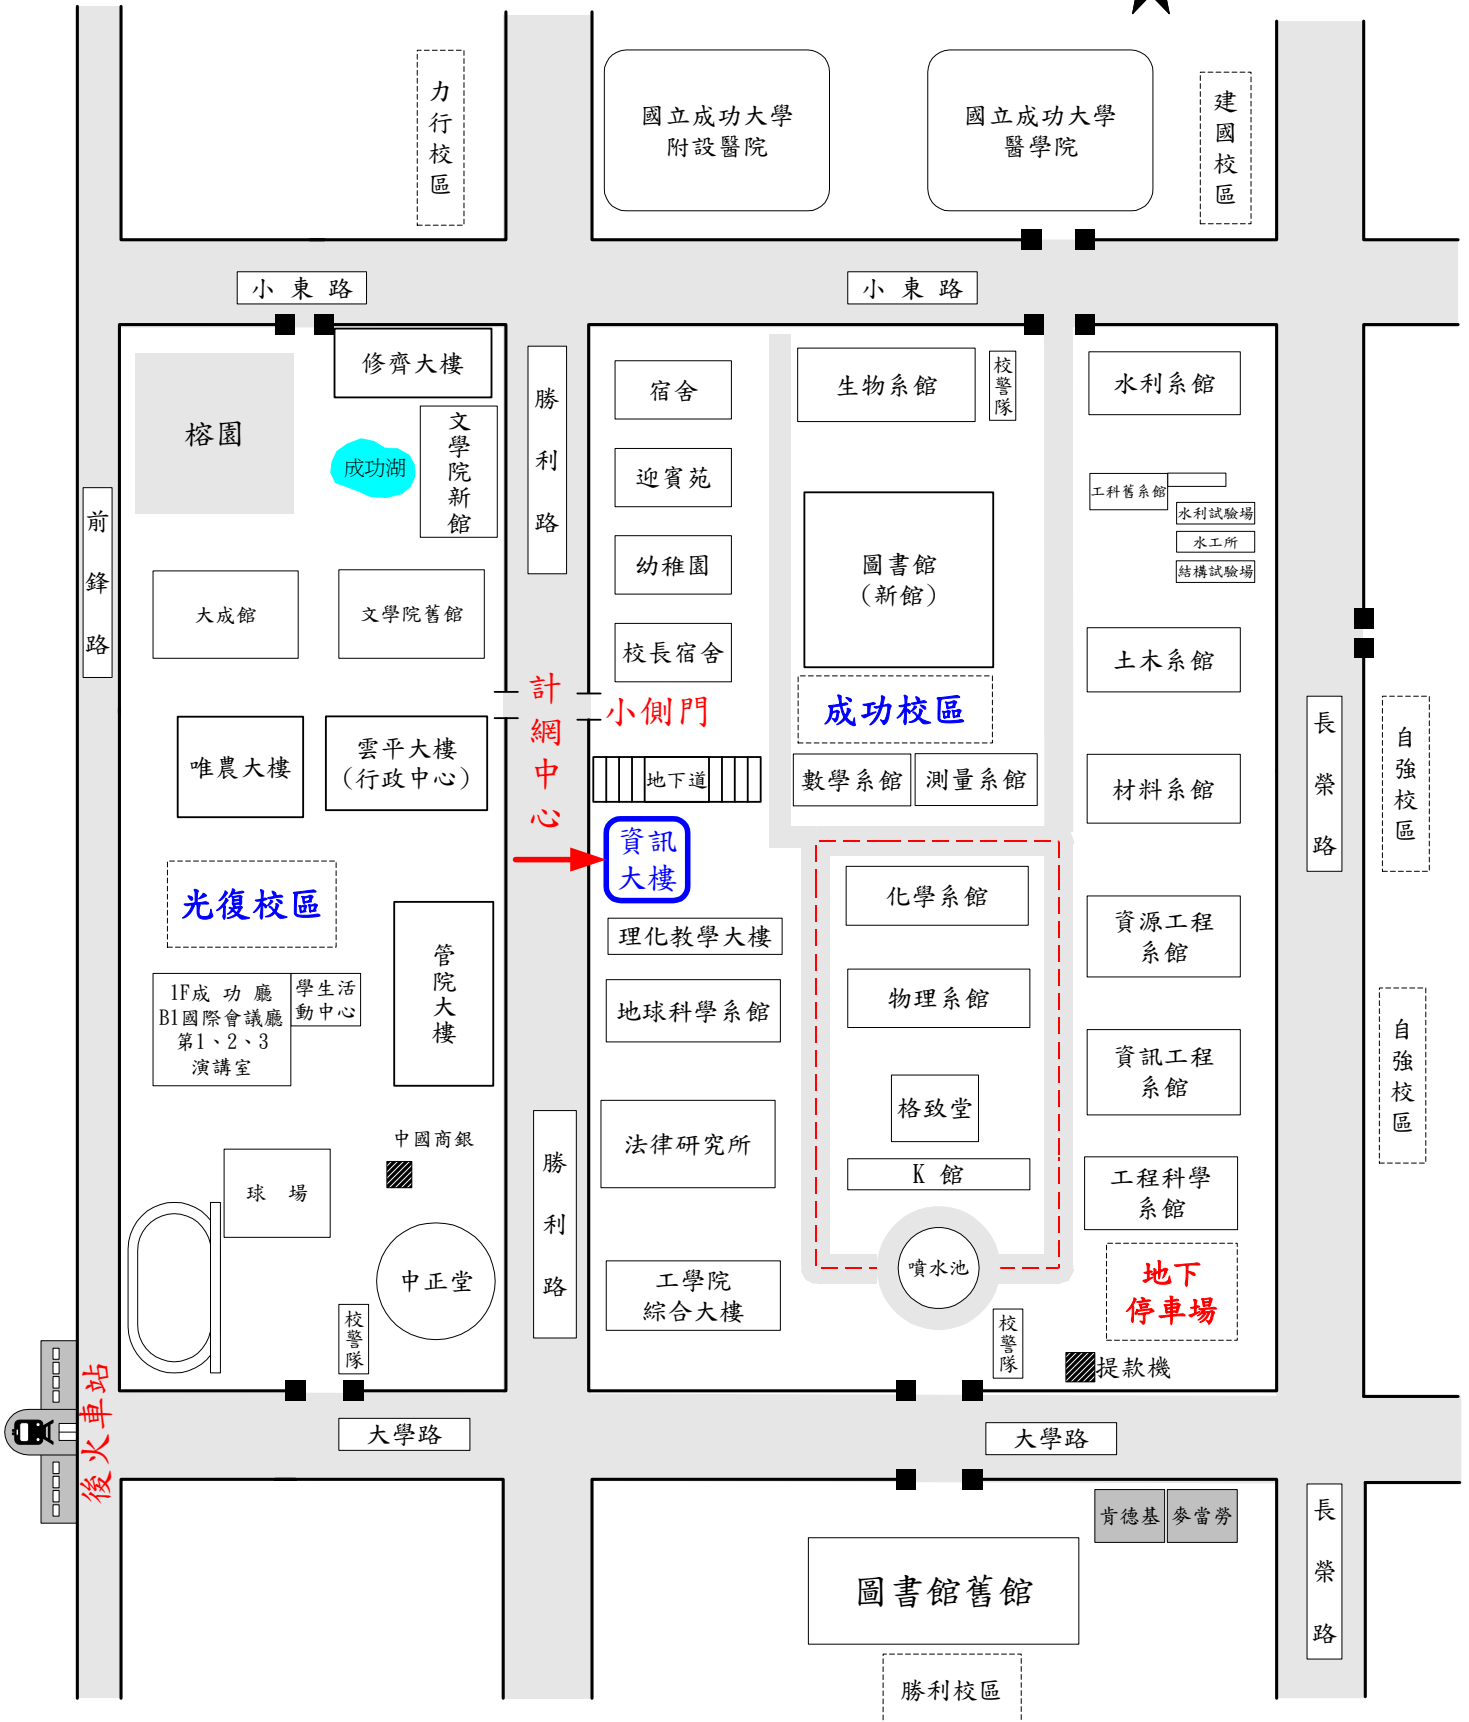 力行校區
國立成功大學
附設醫院
國立成功大學
醫學院
建國校區
小東路
小東路
修齊大樓
榕園
成功湖
文學院新館
勝利路
前鋒路
大成館
文學院舊館
唯農大樓
雲平大樓
(行政中心)
光復校區
管院大樓
1F成功廳
B1國際會議廳
第1、2、3
演講室
學生活
動中心
中國商銀
球場
中正堂
校警隊
後火車站
大學路
宿舍
迎賓苑
幼稚園
校長宿舍
計網中心
小側門
地下道
資訊
大樓
理化教學大樓
地球科學系館
法律研究所
勝利路
工學院
綜合大樓
生物系館
校警隊
圖書館
(新館)
成功校區
數學系館
測量系館
化學系館
物理系館
格致堂
K館
噴水池
校警隊
水利系館
工科舊系館
水利試驗場
水工所
結構試驗場
土木系館
材料系館
資源工程
系館
資訊工程
系館
工程科學
系館
地下
停車場
提款機
長榮路
自強校區
自強校區
大學路
肯德基
麥當勞
圖書館舊館
勝利校區
長榮路